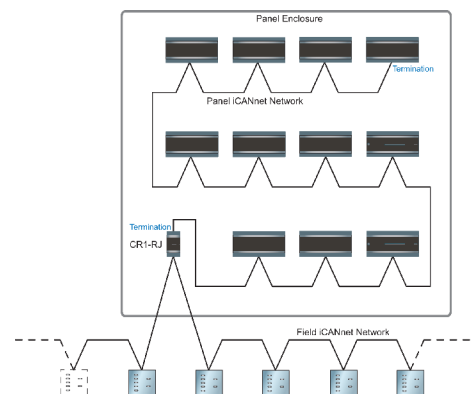 Panel Enclosure
Termination
Panel iCANnet Network
Termination
CR1-RJ
Field iCANnet Network